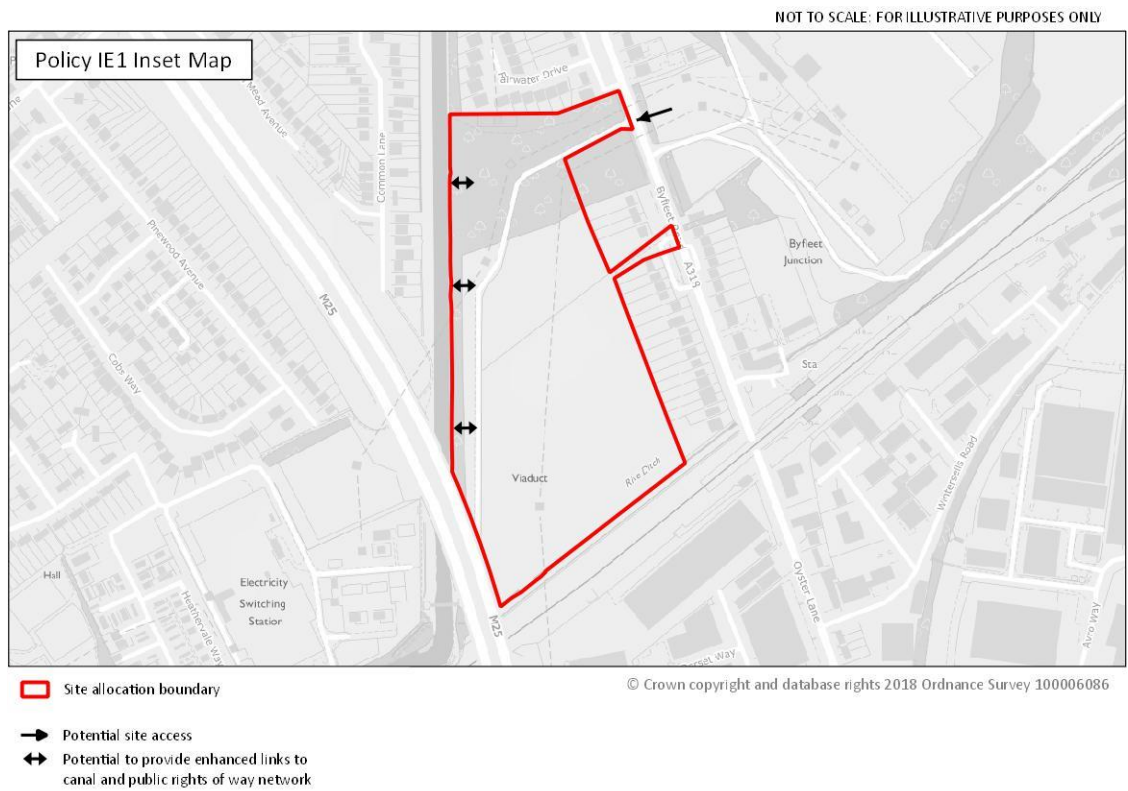 NOT TO SCALE: FOR ILLUSTRATIVE PURPOSES ONLY
Policy IE1 Inset Map
Fairwater Drive
Mead Avenue
Common Lane
Pinewood Avenue
Byfleet
A318
Byfleet
Junction
M25
Cobs Way
Sta
Wintersells Road
Viaduct
Rive Ditch
Hall
Electricity
Switching
Station
Heathervale Way
Oyster Lane
M25
Avro Way
Way
Site allocation boundary
© Crown copyright and database rights 2018 Ordnance Survey 100006086
Potential site access
Potential to provide enhanced links to
canal and public rights of way network